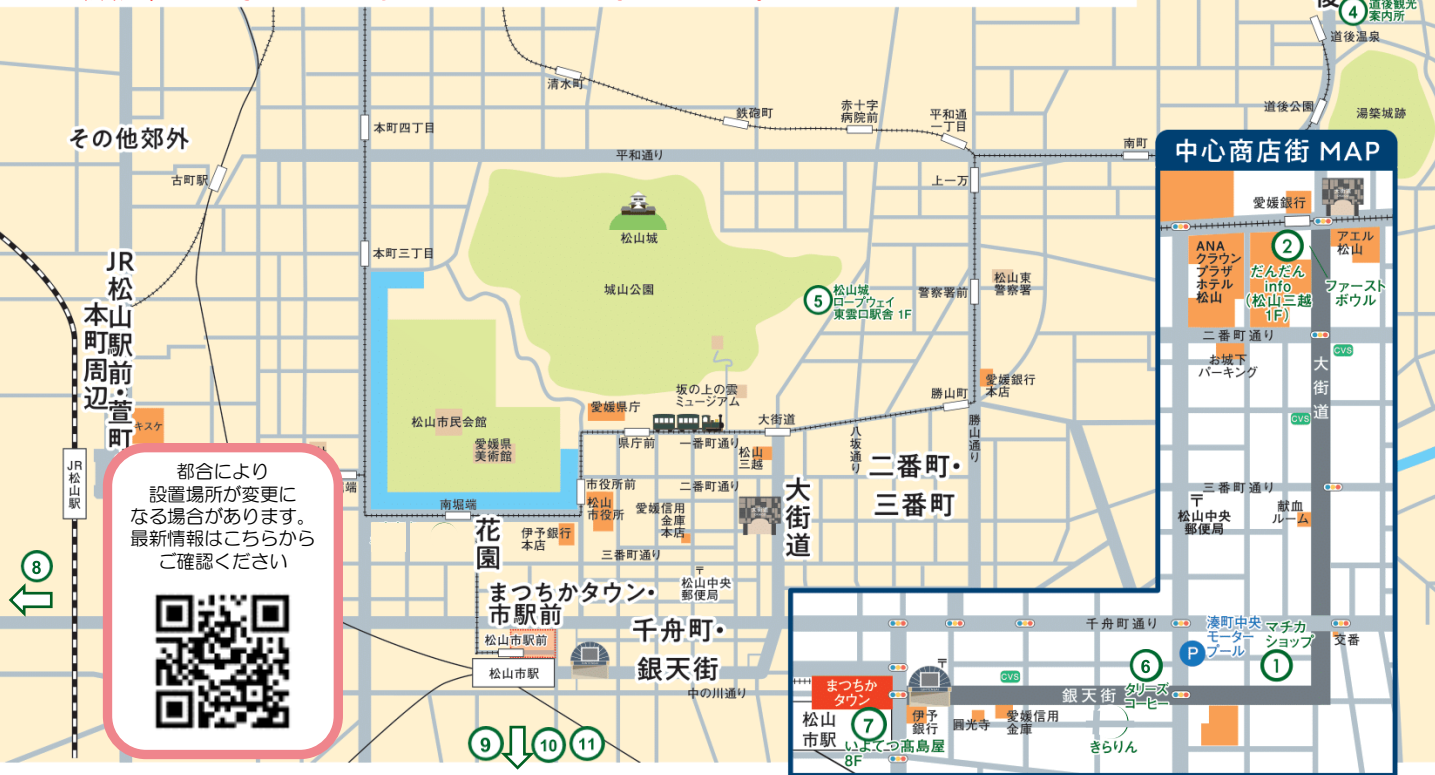 ④
道後観光
案内所
道後温泉
道後公園
湯築城跡
清水町
鉄砲町
赤十字
病院前
平和通
一丁目
南町
上一万
平和通り
本町四丁目
その他郊外
古町駅
本町三丁目
松山城
城山公園
⑤
松山城
ロープウェイ
東雲口駅舎 1F
警察署前
松山東
警察署
JR松山駅前・萱町
本町周辺
キスケ
JR松山駅
松山市民会館
愛媛県
美術館
愛媛県庁
坂の上の雲
ミュージアム
県庁前
一番町通り
大街道
勝山町
愛媛銀行
本店
勝山通り
八坂通り
松山
三越
二番町・
三番町
市役所前
松山
市役所
二番町通り
愛媛信用
金庫
本店
大街道
南堀端
花園
伊予銀行
本店
三番町通り
〒
松山中央
郵便局
まつちかタウン・
市駅前
松山市駅前
松山市駅
千舟町・
銀天街
中の川通り
⑧
⑨
⑩
⑪
都合により
設置場所が変更に
なる場合があります。
最新情報はこちらから
ご確認ください
中心商店街 MAP
愛媛銀行
アエル
松山
ANA
クラウン
プラザ
ホテル
松山
②
だんだん
info
(松山三越
1F)
ファースト
ボウル
二番町通り
お城下
パーキング
CVS
大街道
CVS
三番町通り
〒
松山中央
郵便局
献血
ルーム
千舟町通り
湊町中央
モーター
プール
P
マチカ
ショップ
①
交番
⑥
タリーズ
コーヒー
CVS
〒
銀天街
まつちか
タウン
松山
市駅
⑦
いよてつ髙島屋
8F
伊予
銀行
圓光寺
愛媛信用
金庫
きらりん